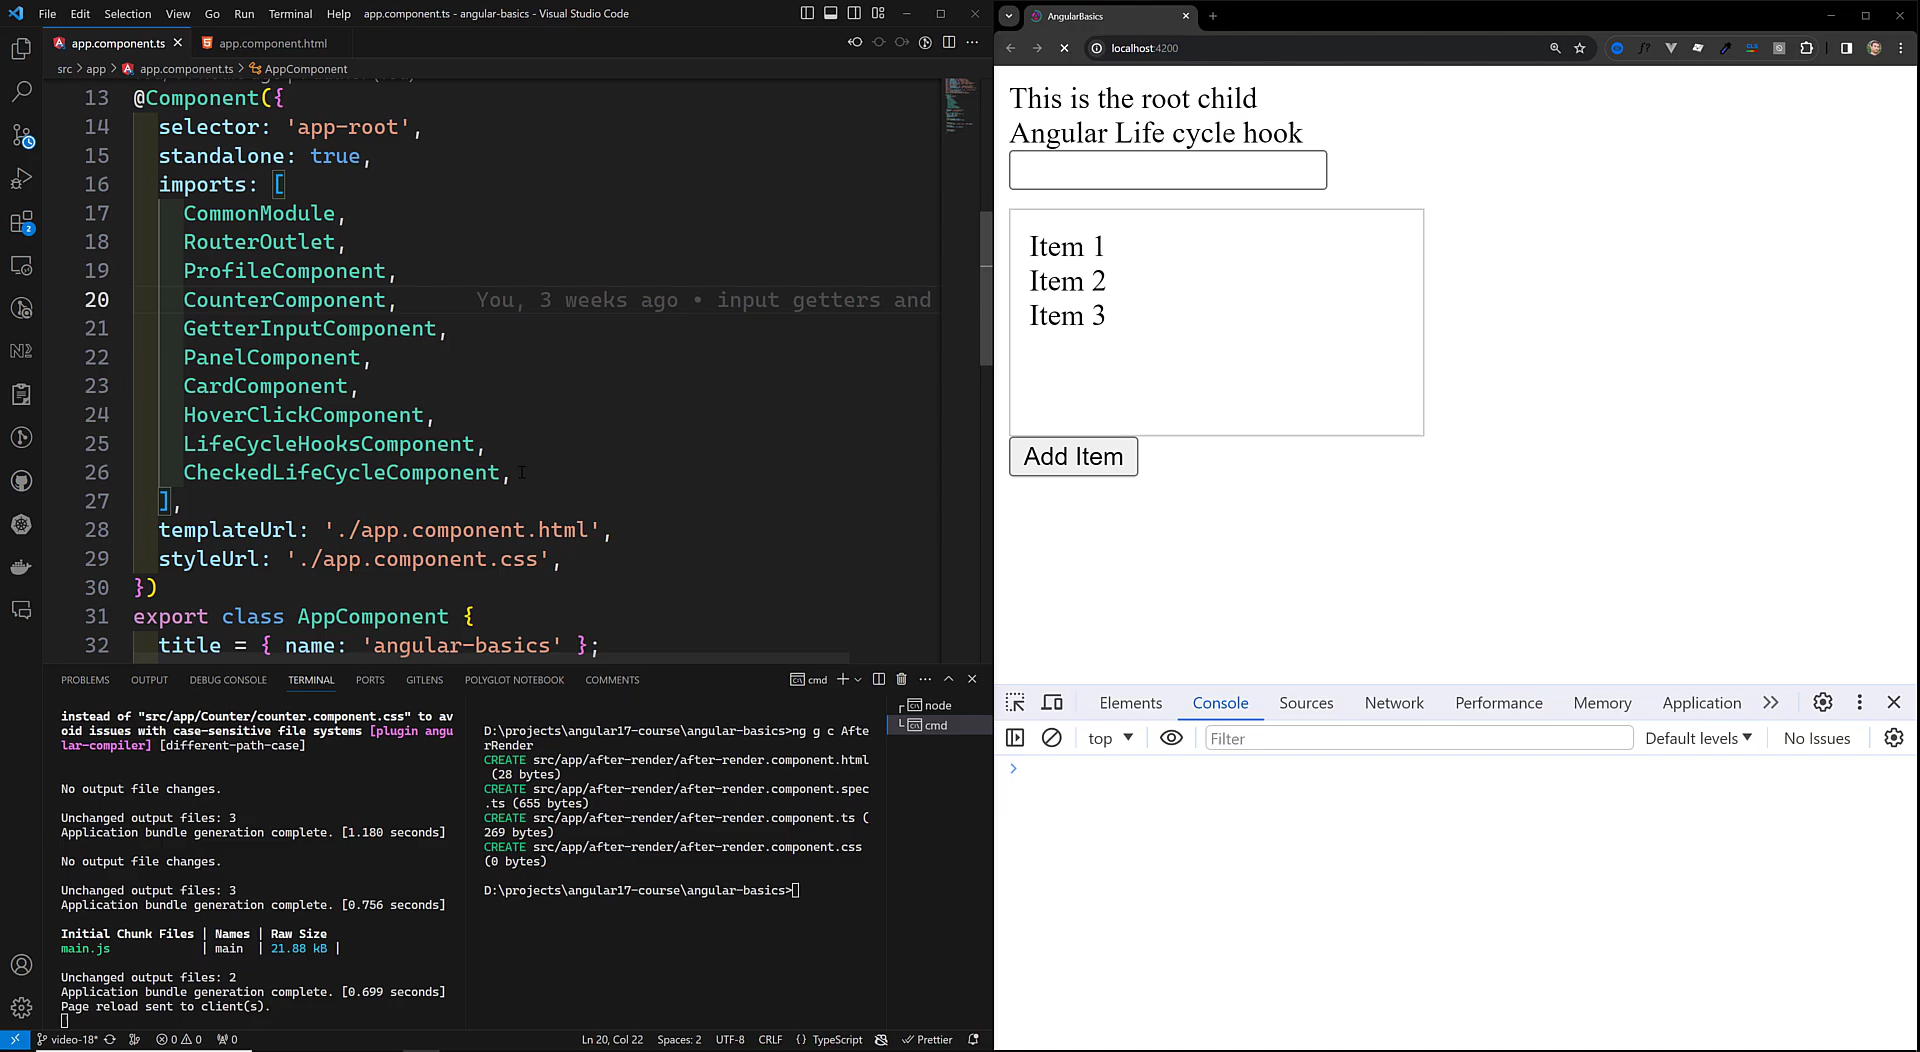 File Edit Selection View Go Run Terminal Help app.component.ts - angular-basics - Visual Studio Code
app.component.ts app.component.html
src > app > app.component.ts > AppComponent
13 @Component({
14 selector: 'app-root',
15 standalone: true,
16 imports: [
17 CommonModule,
18 RouterOutlet,
19 ProfileComponent,
20 CounterComponent, You, 3 weeks ago • input getters and
21 GetterInputComponent,
22 PanelComponent,
23 CardComponent,
24 HoverClickComponent,
25 LifeCycleHooksComponent,
26 CheckedLifeCycleComponent,
27 ],
28 templateUrl: './app.component.html',
29 styleUrl: './app.component.css',
30 })
31 export class AppComponent {
32 title = { name: 'angular-basics' };
PROBLEMS OUTPUT DEBUG CONSOLE TERMINAL PORTS GITLENS POLYGLOT NOTEBOOK COMMENTS
cmd
instead of "src/app/Counter/counter.component.css" to av
oid issues with case-sensitive file systems [plugin angu
lar-compiler] [different-path-case]
No output file changes.
Unchanged output files: 3
Application bundle generation complete. [1.180 seconds]
No output file changes.
Unchanged output files: 3
Application bundle generation complete. [0.756 seconds]
Initial Chunk Files | Names | Raw Size
main.js | main | 21.88 kB |
Unchanged output files: 2
Application bundle generation complete. [0.699 seconds]
Page reload sent to client(s).
D:\projects\angular17-course\angular-basics>ng g c Afte
rRender
CREATE src/app/after-render/after-render.component.html
(28 bytes)
CREATE src/app/after-render/after-render.component.spec
.ts (655 bytes)
CREATE src/app/after-render/after-render.component.ts (
269 bytes)
CREATE src/app/after-render/after-render.component.css
(0 bytes)
D:\projects\angular17-course\angular-basics>
node
cmd
video-18* 0 0 0 Ln 20, Col 22 Spaces: 2 UTF-8 CRLF {} TypeScript Prettier
AngularBasics
localhost:4200
This is the root child
Angular Life cycle hook
Item 1
Item 2
Item 3
Add Item
Elements Console Sources Network Performance Memory Application
top Filter Default levels No Issues